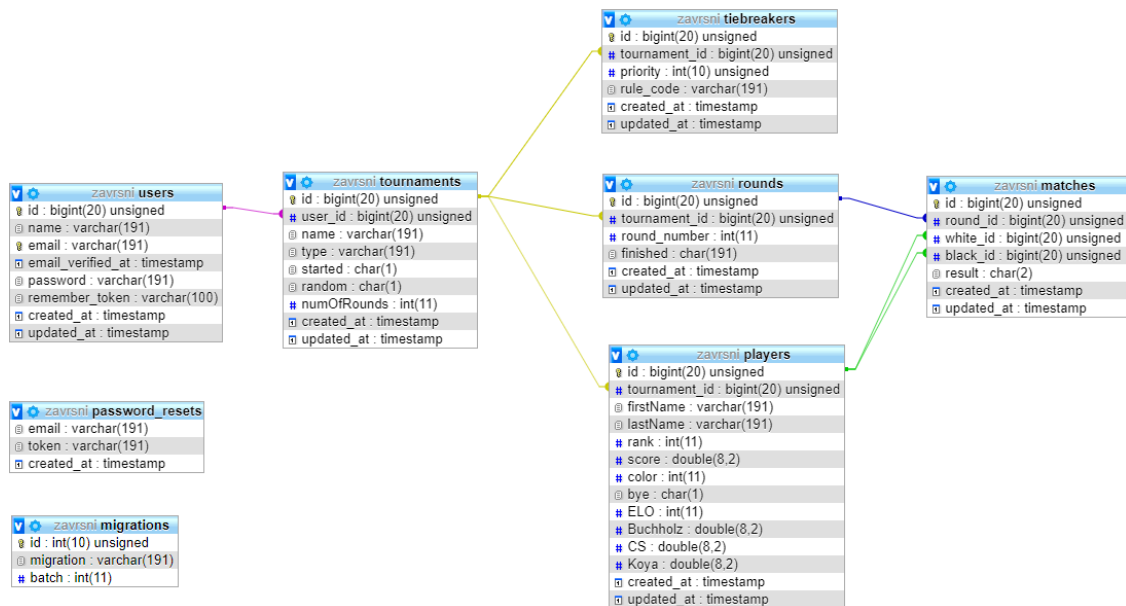 zavrsni users
id : bigint(20) unsigned
name : varchar(191)
email : varchar(191)
email_verified_at : timestamp
password : varchar(191)
remember_token : varchar(100)
created_at : timestamp
updated_at : timestamp
zavrsni password_resets
email : varchar(191)
token : varchar(191)
created_at : timestamp
zavrsni migrations
id : int(10) unsigned
migration : varchar(191)
batch : int(11)
zavrsni tournaments
id : bigint(20) unsigned
user_id : bigint(20) unsigned
name : varchar(191)
type : varchar(191)
started : char(1)
random : char(1)
numOfRounds : int(11)
created_at : timestamp
updated_at : timestamp
zavrsni tiebreakers
id : bigint(20) unsigned
tournament_id : bigint(20) unsigned
priority : int(10) unsigned
rule_code : varchar(191)
created_at : timestamp
updated_at : timestamp
zavrsni rounds
id : bigint(20) unsigned
tournament_id : bigint(20) unsigned
round_number : int(11)
finished : char(191)
created_at : timestamp
updated_at : timestamp
zavrsni players
id : bigint(20) unsigned
tournament_id : bigint(20) unsigned
firstName : varchar(191)
lastName : varchar(191)
rank : int(11)
score : double(8,2)
color : int(11)
bye : char(1)
ELO : int(11)
Buchholz : double(8,2)
CS : double(8,2)
Koya : double(8,2)
created_at : timestamp
updated_at : timestamp
zavrsni matches
id : bigint(20) unsigned
round_id : bigint(20) unsigned
white_id : bigint(20) unsigned
black_id : bigint(20) unsigned
result : char(2)
created_at : timestamp
updated_at : timestamp